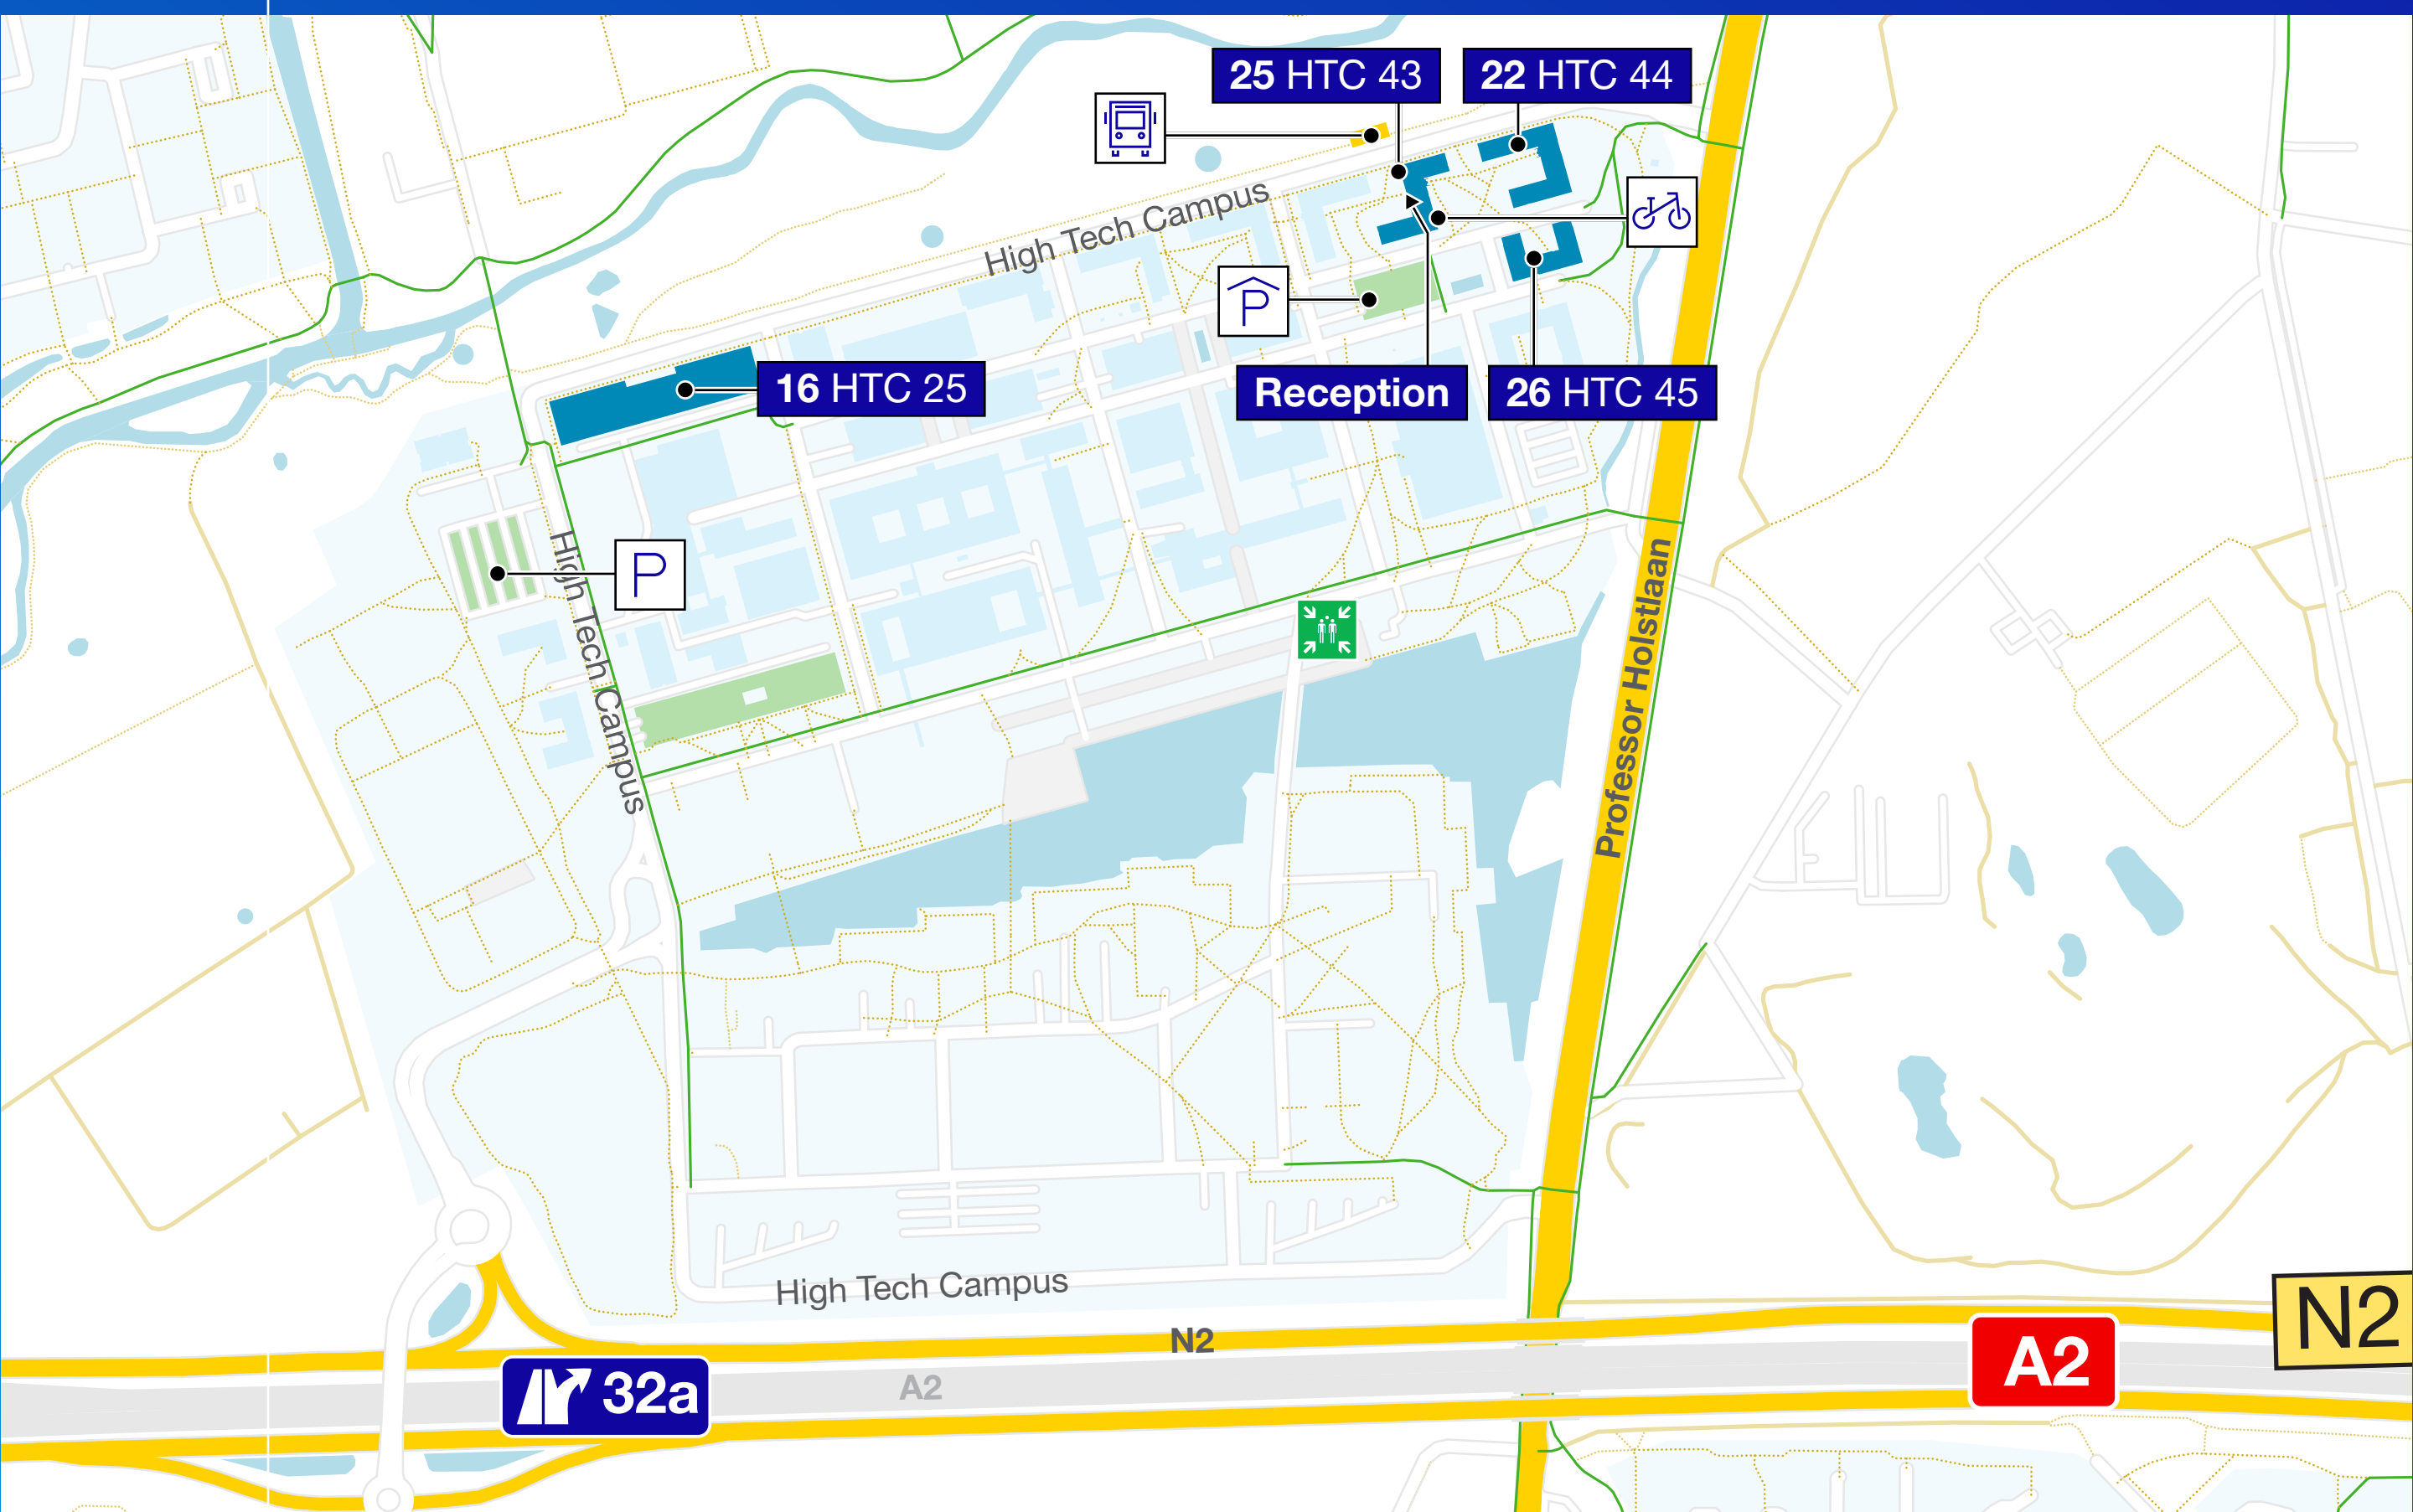 25 HTC 43
22 HTC 44
High Tech Campus
P
16 HTC 25
Reception
26 HTC 45
High Tech Campus
P
Professor Holstlaan
High Tech Campus
N2
N2
A2
32a
A2